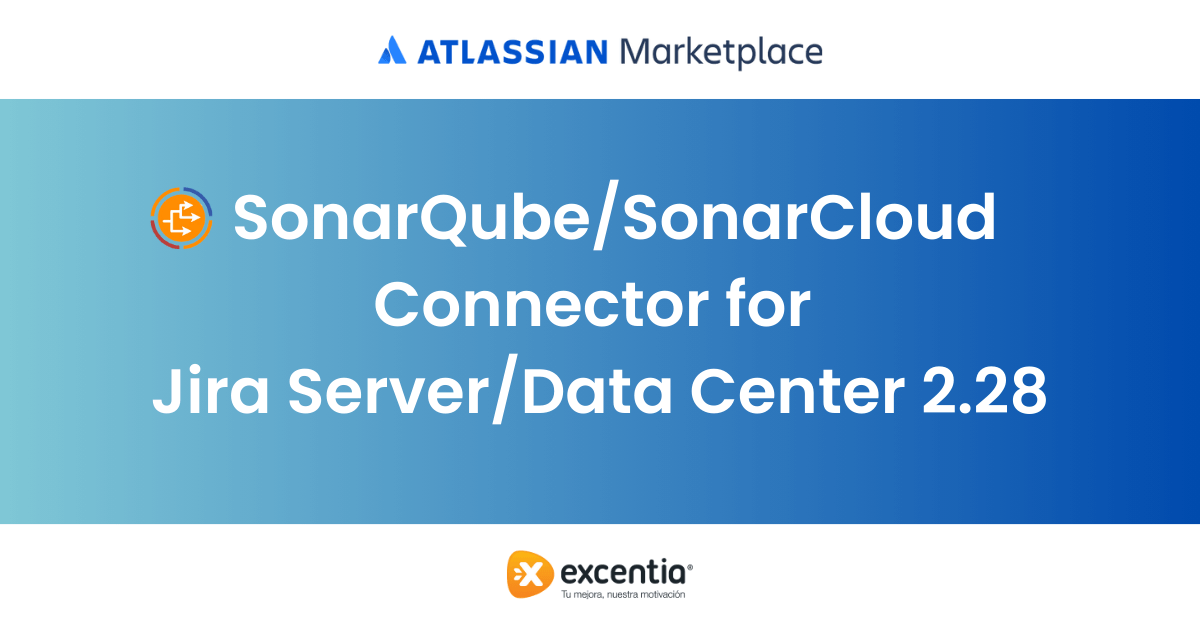 ATLASSIAN Marketplace
SonarQube/SonarCloud
Connector for
Jira Server/Data Center 2.28
excentia®
Tu mejora, nuestra motivación